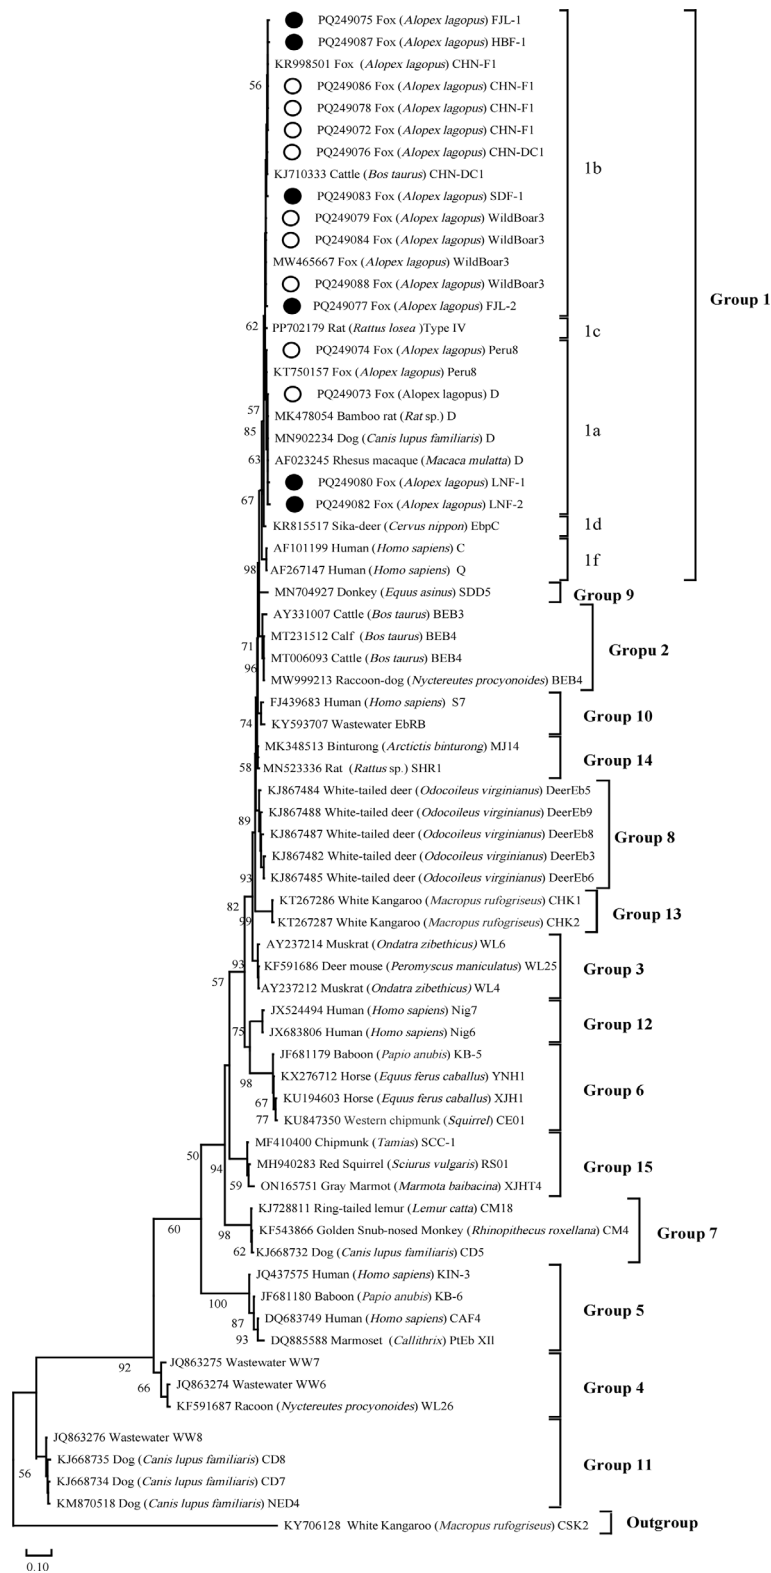 PQ249075 Fox (Alopex lagopus) FJL-1
PQ249087 Fox (Alopex lagopus) HBF-1
KR998501 Fox (Alopex lagopus) CHN-F1
56
PQ249086 Fox (Alopex lagopus) CHN-F1
PQ249078 Fox (Alopex lagopus) CHN-F1
PQ249072 Fox (Alopex lagopus) CHN-F1
PQ249076 Fox (Alopex lagopus) CHN-DC1
1b
KJ710333 Cattle (Bos taurus) CHN-DC1
PQ249083 Fox (Alopex lagopus) SDF-1
PQ249079 Fox (Alopex lagopus) WildBoar3
PQ249084 Fox (Alopex lagopus) WildBoar3
MW465667 Fox (Alopex lagopus) WildBoar3
PQ249088 Fox (Alopex lagopus) WildBoar3
Group 1
PQ249077 Fox (Alopex lagopus) FJL-2
62
PP702179 Rat (Rattus losea )Type IV
1c
PQ249074 Fox (Alopex lagopus) Peru8
KT750157 Fox (Alopex lagopus) Peru8
PQ249073 Fox (Alopex lagopus) D
57
MK478054 Bamboo rat (Rat sp.) D
85
1a
MN902234 Dog (Canis lupus familiaris) D
63
AF023245 Rhesus macaque (Macaca mulatta) D
PQ249080 Fox (Alopex lagopus) LNF-1
67
PQ249082 Fox (Alopex lagopus) LNF-2
KR815517 Sika-deer (Cervus nippon) EbpC
1d
AF101199 Human (Homo sapiens) C
1f
98
AF267147 Human (Homo sapiens) Q
MN704927 Donkey (Equus asinus) SDD5
Group 9
AY331007 Cattle (Bos taurus) BEB3
MT231512 Calf (Bos taurus) BEB4
71
Gropu 2
MT006093 Cattle (Bos taurus) BEB4
96
MW999213 Raccoon-dog (Nyctereutes procyonoides) BEB4
FJ439683 Human (Homo sapiens) S7
Group 10
74
KY593707 Wastewater EbRB
MK348513 Binturong (Arctictis binturong) MJ14
Group 14
58
MN523336 Rat (Rattus sp.) SHR1
KJ867484 White-tailed deer (Odocoileus virginianus) DeerEb5
KJ867488 White-tailed deer (Odocoileus virginianus) DeerEb9
89
KJ867487 White-tailed deer (Odocoileus virginianus) DeerEb8
Group 8
KJ867482 White-tailed deer (Odocoileus virginianus) DeerEb3
93
KJ867485 White-tailed deer (Odocoileus virginianus) DeerEb6
KT267286 White Kangaroo (Macropus rufogriseus) CHK1
82
Group 13
99
KT267287 White Kangaroo (Macropus rufogriseus) CHK2
AY237214 Muskrat (Ondatra zibethicus) WL6
93
KF591686 Deer mouse (Peromyscus maniculatus) WL25
Group 3
57
AY237212 Muskrat (Ondatra zibethicus) WL4
JX524494 Human (Homo sapiens) Nig7
Group 12
75
JX683806 Human (Homo sapiens) Nig6
JF681179 Baboon (Papio anubis) KB-5
KX276712 Horse (Equus ferus caballus) YNH1
98
Group 6
67
KU194603 Horse (Equus ferus caballus) XJH1
77
KU847350 Western chipmunk (Squirrel) CE01
MF410400 Chipmunk (Tamias) SCC-1
50
MH940283 Red Squirrel (Sciurus vulgaris) RS01
94
Group 15
59
ON165751 Gray Marmot (Marmota baibacina) XJHT4
KJ728811 Ring-tailed lemur (Lemur catta) CM18
60
98
KF543866 Golden Snub-nosed Monkey (Rhinopithecus roxellana) CM4
Group 7
62
KJ668732 Dog (Canis lupus familiaris) CD5
JQ437575 Human (Homo sapiens) KIN-3
JF681180 Baboon (Papio anubis) KB-6
100
Group 5
87
DQ683749 Human (Homo sapiens) CAF4
93
DQ885588 Marmoset (Callithrix) PtEb XII
92
JQ863275 Wastewater WW7
66
JQ863274 Wastewater WW6
Group 4
KF591687 Racoon (Nyctereutes procyonoides) WL26
JQ863276 Wastewater WW8
KJ668735 Dog (Canis lupus familiaris) CD8
Group 11
56
KJ668734 Dog (Canis lupus familiaris) CD7
KM870518 Dog (Canis lupus familiaris) NED4
KY706128 White Kangaroo (Macropus rufogriseus) CSK2
Outgroup
0.10